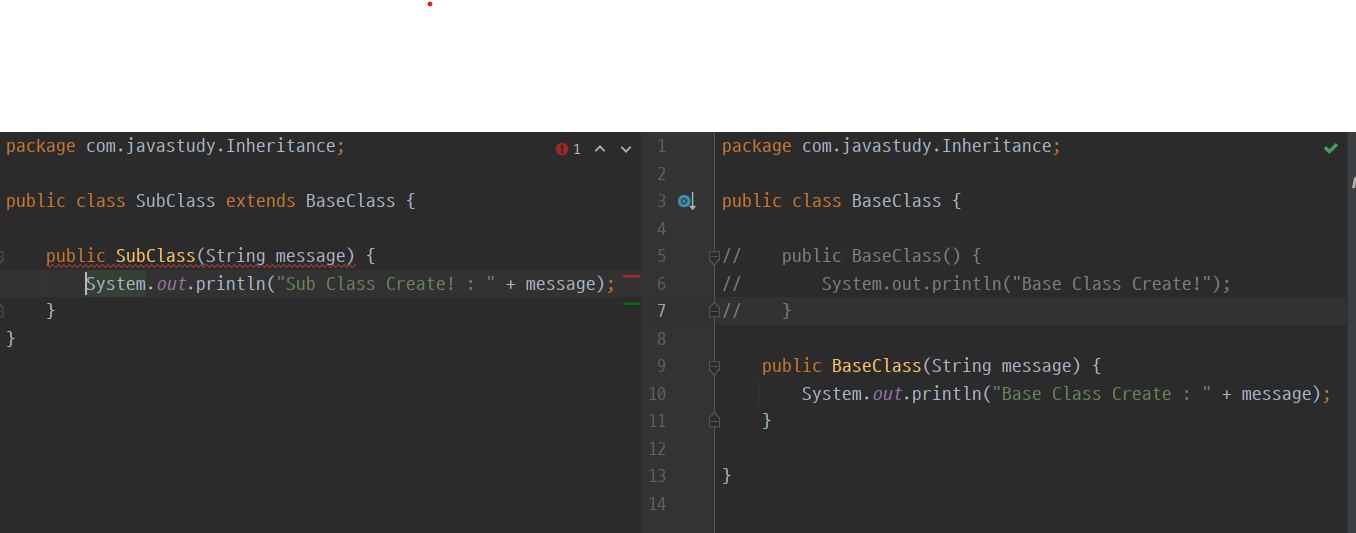 package com.javastudy.Inheritance;
1
public class SubClass extends BaseClass {
public SubClass(String message) {
System.out.println("Sub Class Create! : " + message);
}
}
1 package com.javastudy.Inheritance;
2
3 public class BaseClass {
4
5 //    public BaseClass() {
6 //        System.out.println("Base Class Create!");
7 //    }
8
9 public BaseClass(String message) {
10 System.out.println("Base Class Create : " + message);
11 }
12
13 }
14